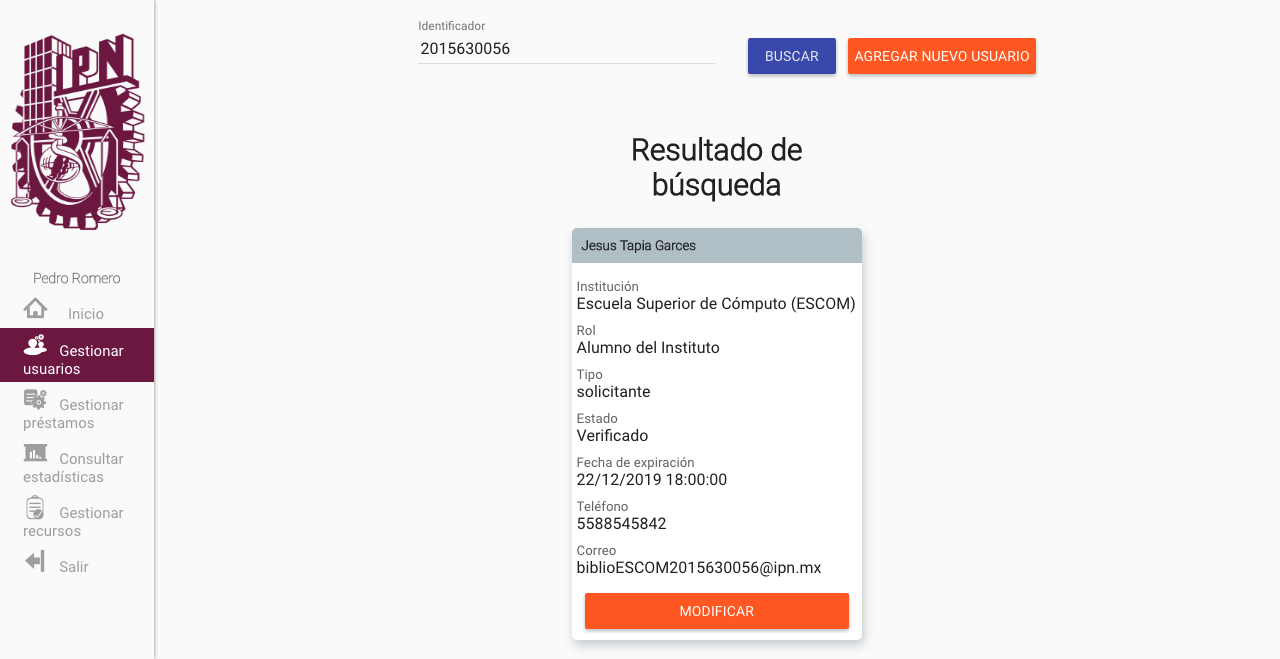 IPN
Pedro Romero
Inicio
Gestionar
usuarios
Gestionar
préstamos
Consultar
estadísticas
Gestionar
recursos
Salir
Identificador
2015630056
BUSCAR
AGREGAR NUEVO USUARIO
Resultado de
búsqueda
Jesus Tapia Garces
Institución
Escuela Superior de Cómputo (ESCOM)
Rol
Alumno del Instituto
Tipo
solicitante
Estado
Verificado
Fecha de expiración
22/12/2019 18:00:00
Teléfono
5588545842
Correo
biblioESCOM2015630056@ipn.mx
MODIFICAR